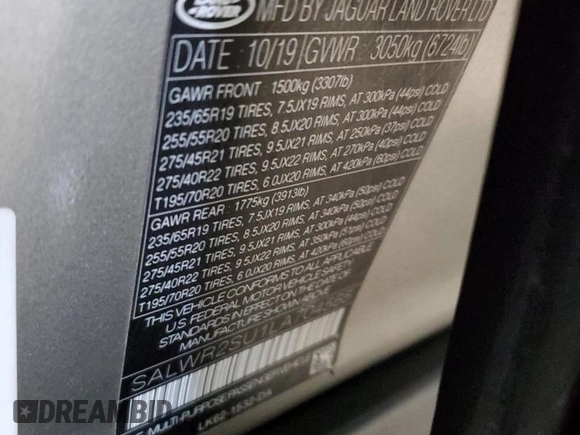 LAND
ROVER
MFD BY JAGUAR LAND ROVER LTD
DATE 10/19 GVWR 3050kg (6724lb)
GAWR FRONT 1500kg (3307lb)
235/65R19 TIRES, 7.5JX19 RIMS, AT 300kPa (44psi) COLD
255/55R20 TIRES, 8.5JX20 RIMS, AT 300kPa (44psi) COLD
275/45R21 TIRES, 9.5JX21 RIMS, AT 250kPa (37psi) COLD
275/40R22 TIRES, 9.5JX22 RIMS, AT 270kPa (40psi) COLD
T195/70R20 TIRES, 6.0JX20 RIMS, AT 420kPa (60psi) COLD
GAWR REAR 1775kg (3913lb)
235/65R19 TIRES, 7.5JX19 RIMS, AT 340kPa (50psi) COLD
255/55R20 TIRES, 8.5JX20 RIMS, AT 340kPa (50psi) COLD
275/45R21 TIRES, 9.5JX21 RIMS, AT 300kPa (44psi) COLD
275/40R22 TIRES, 9.5JX22 RIMS, AT 350kPa (51psi) COLD
T195/70R20 TIRES, 6.0JX20 RIMS, AT 420kPa (60psi) COLD
THIS VEHICLE CONFORMS TO ALL APPLICABLE
U.S. FEDERAL MOTOR VEHICLE SAFETY
STANDARDS IN EFFECT ON THE DATE OF
MANUFACTURE SHOWN ABOVE
MULTI-PURPOSE PASSENGER VEHICLE
LK62-1532-DA
DREAMBID